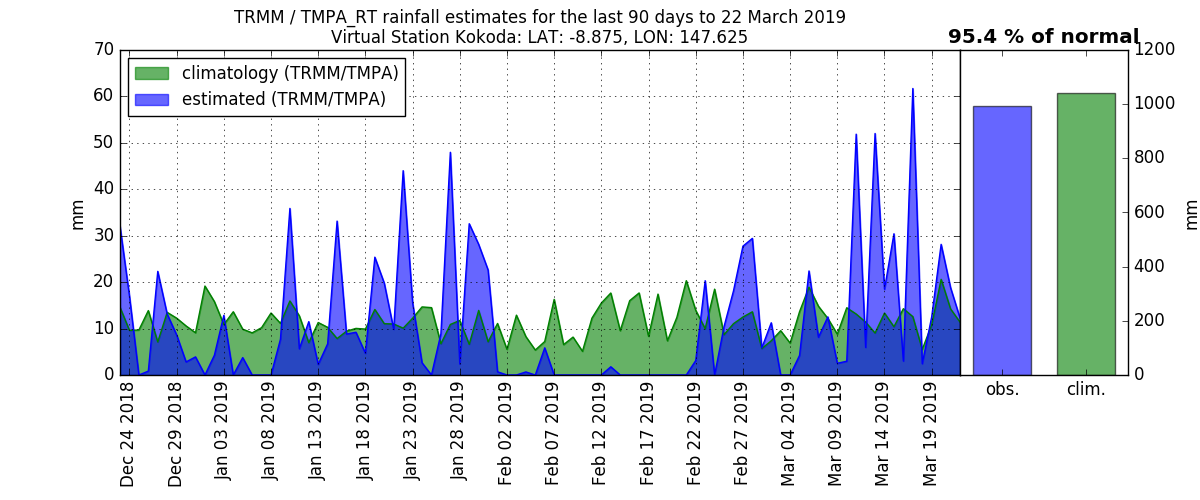 TRMM / TMPA_RT rainfall estimates for the last 90 days to 22 March 2019
Virtual Station Kokoda: LAT: -8.875, LON: 147.625
95.4 % of normal
climatology (TRMM/TMPA)
estimated (TRMM/TMPA)
70
60
50
40
30
20
10
0
mm
1200
1000
800
600
400
200
0
mm
Dec 24 2018
Dec 29 2018
Jan 03 2019
Jan 08 2019
Jan 13 2019
Jan 18 2019
Jan 23 2019
Jan 28 2019
Feb 02 2019
Feb 07 2019
Feb 12 2019
Feb 17 2019
Feb 22 2019
Feb 27 2019
Mar 04 2019
Mar 09 2019
Mar 14 2019
Mar 19 2019
obs.
clim.